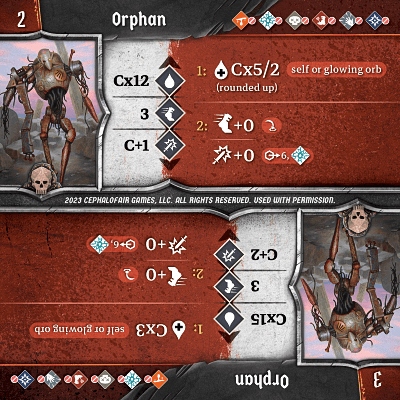 2
Orphan
Cx12
3
C+1
1: Cx5/2 self or glowing orb
(rounded up)
2: +0
+0 6,
2023 CEPHALOFAIR GAMES, LLC. ALL RIGHTS RESERVED. USED WITH PERMISSION.
3
Orphan
Cx15
3
C+2
1: Cx3 self or glowing orb
2: +0
+0 6,